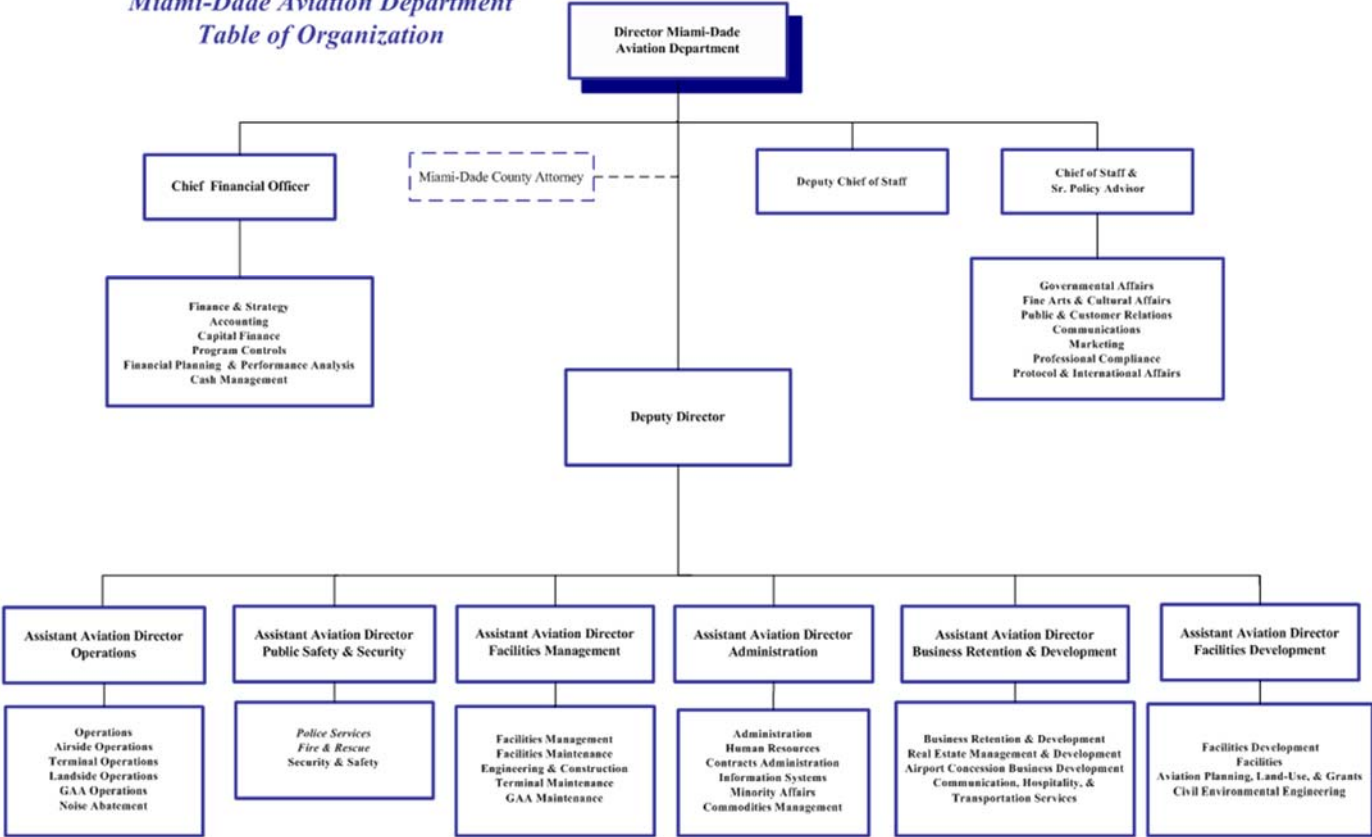 Miami-Dade Aviation Department
Table of Organization
Director Miami-Dade
Aviation Department
Chief Financial Officer
Miami-Dade County Attorney
Deputy Chief of Staff
Chief of Staff &
Sr. Policy Advisor
Finance & Strategy
Accounting
Capital Finance
Program Controls
Financial Planning & Performance Analysis
Cash Management
Governmental Affairs
Fine Arts & Cultural Affairs
Public & Customer Relations
Communications
Marketing
Professional Compliance
Protocol & International Affairs
Deputy Director
Assistant Aviation Director
Operations
Assistant Aviation Director
Public Safety & Security
Assistant Aviation Director
Facilities Management
Assistant Aviation Director
Administration
Assistant Aviation Director
Business Retention & Development
Assistant Aviation Director
Facilities Development
Operations
Airside Operations
Terminal Operations
Landside Operations
GAA Operations
Noise Abatement
Police Services
Fire & Rescue
Security & Safety
Facilities Management
Facilities Maintenance
Engineering & Construction
Terminal Maintenance
GAA Maintenance
Administration
Human Resources
Contracts Administration
Information Systems
Minority Affairs
Commodities Management
Business Retention & Development
Real Estate Management & Development
Airport Concession Business Development
Communication, Hospitality, &
Transportation Services
Facilities Development
Facilities
Aviation Planning, Land-Use, & Grants
Civil Environmental Engineering